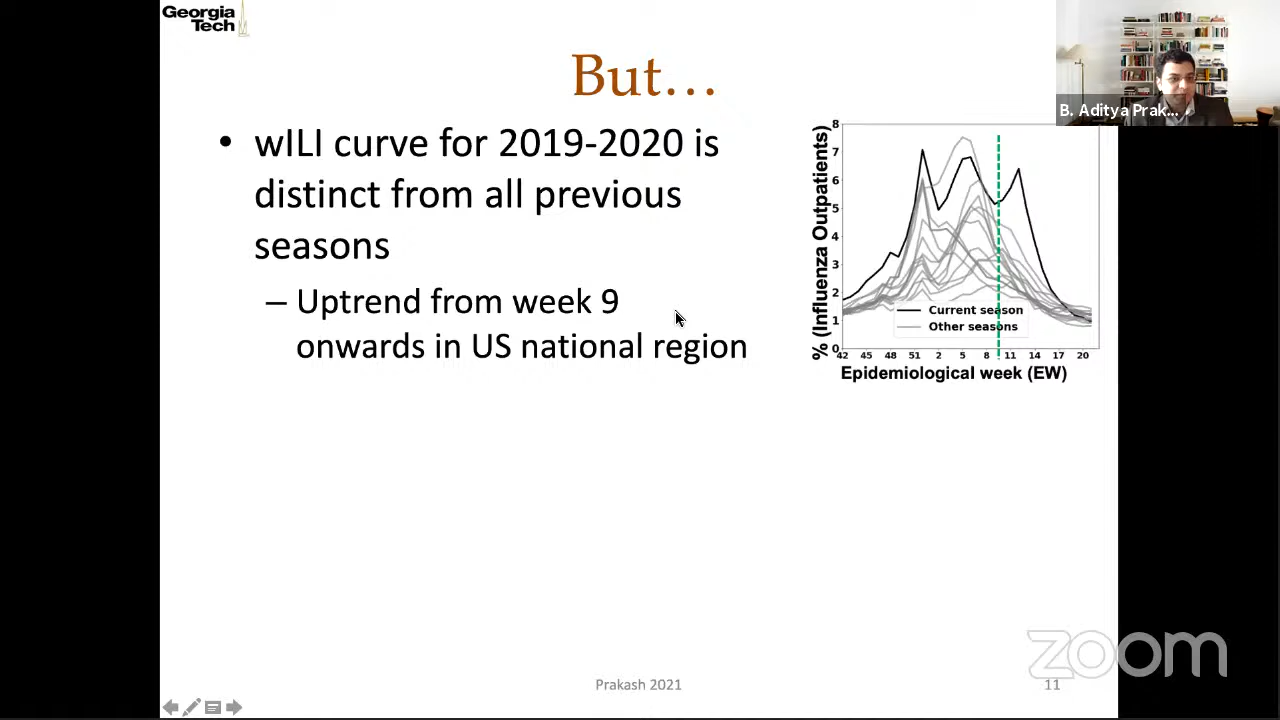 Georgia
Tech
But…
B. Aditya Prak...
• wILI curve for 2019-2020 is
distinct from all previous
seasons
– Uptrend from week 9
onwards in US national region
% (Influenza Outpatients)
8
7
6
5
4
3
2
1
0
Current season
Other seasons
42 45 48 51 2 5 8 11 14 17 20
Epidemiological week (EW)
zoom
Prakash 2021
11